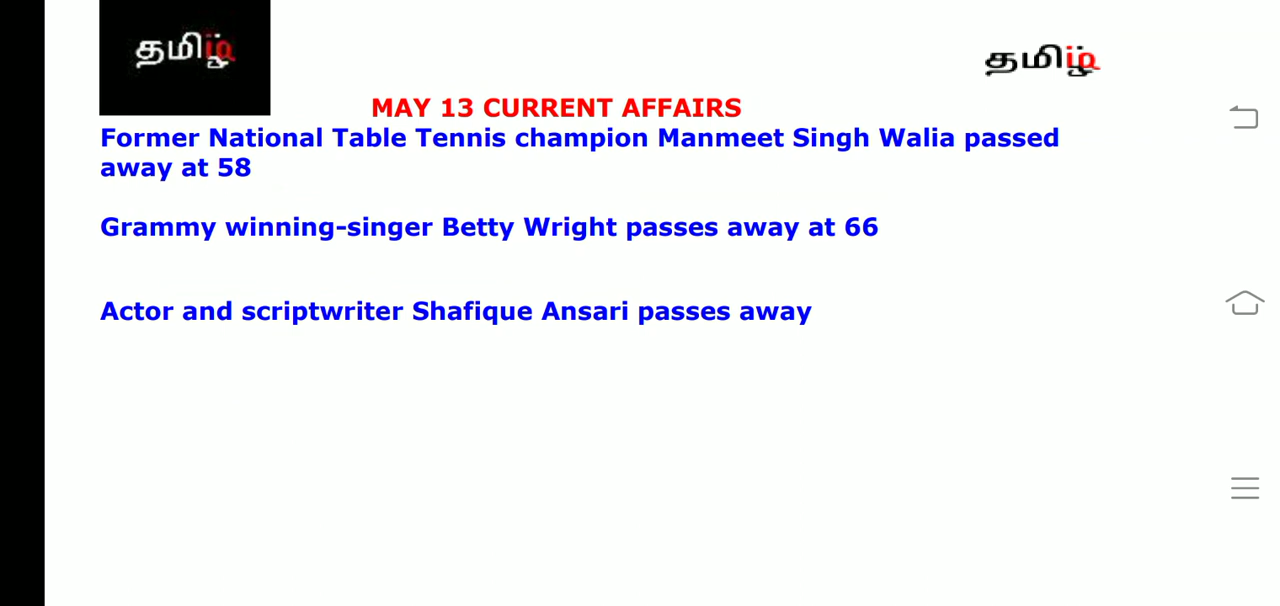 தமிழ்
தமிழ்
MAY 13 CURRENT AFFAIRS
Former National Table Tennis champion Manmeet Singh Walia passed
away at 58
Grammy winning-singer Betty Wright passes away at 66
Actor and scriptwriter Shafique Ansari passes away